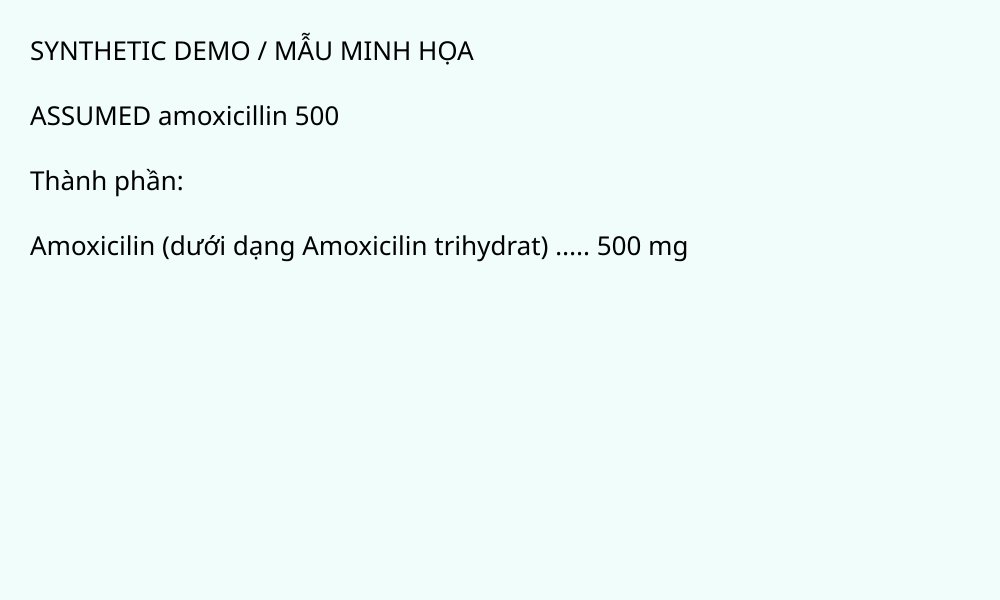 SYNTHETIC DEMO / MẪU MINH HỌA
ASSUMED amoxicillin 500
Thành phần:
Amoxicilin (dưới dạng Amoxicilin trihydrat) ..... 500 mg